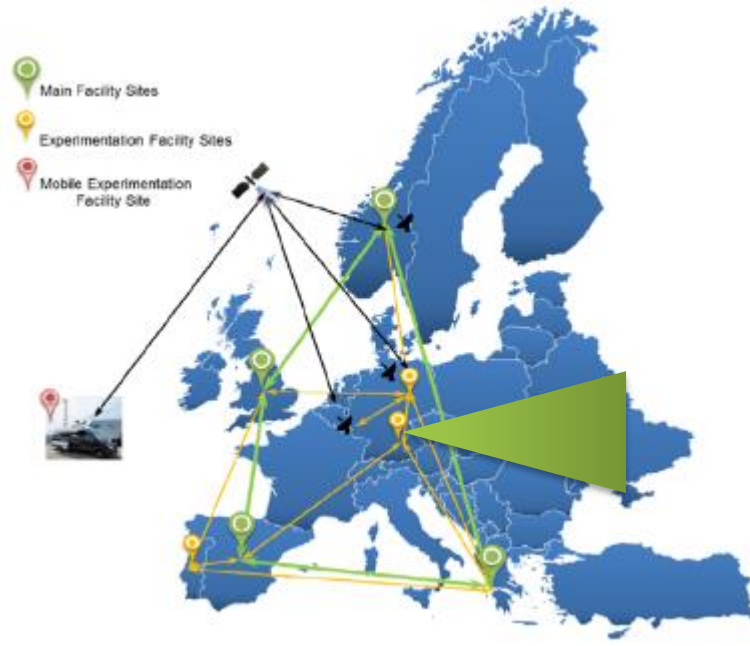 Main Facility Sites
Experimentation Facility Sites
Mobile Experimentation
Facility Site